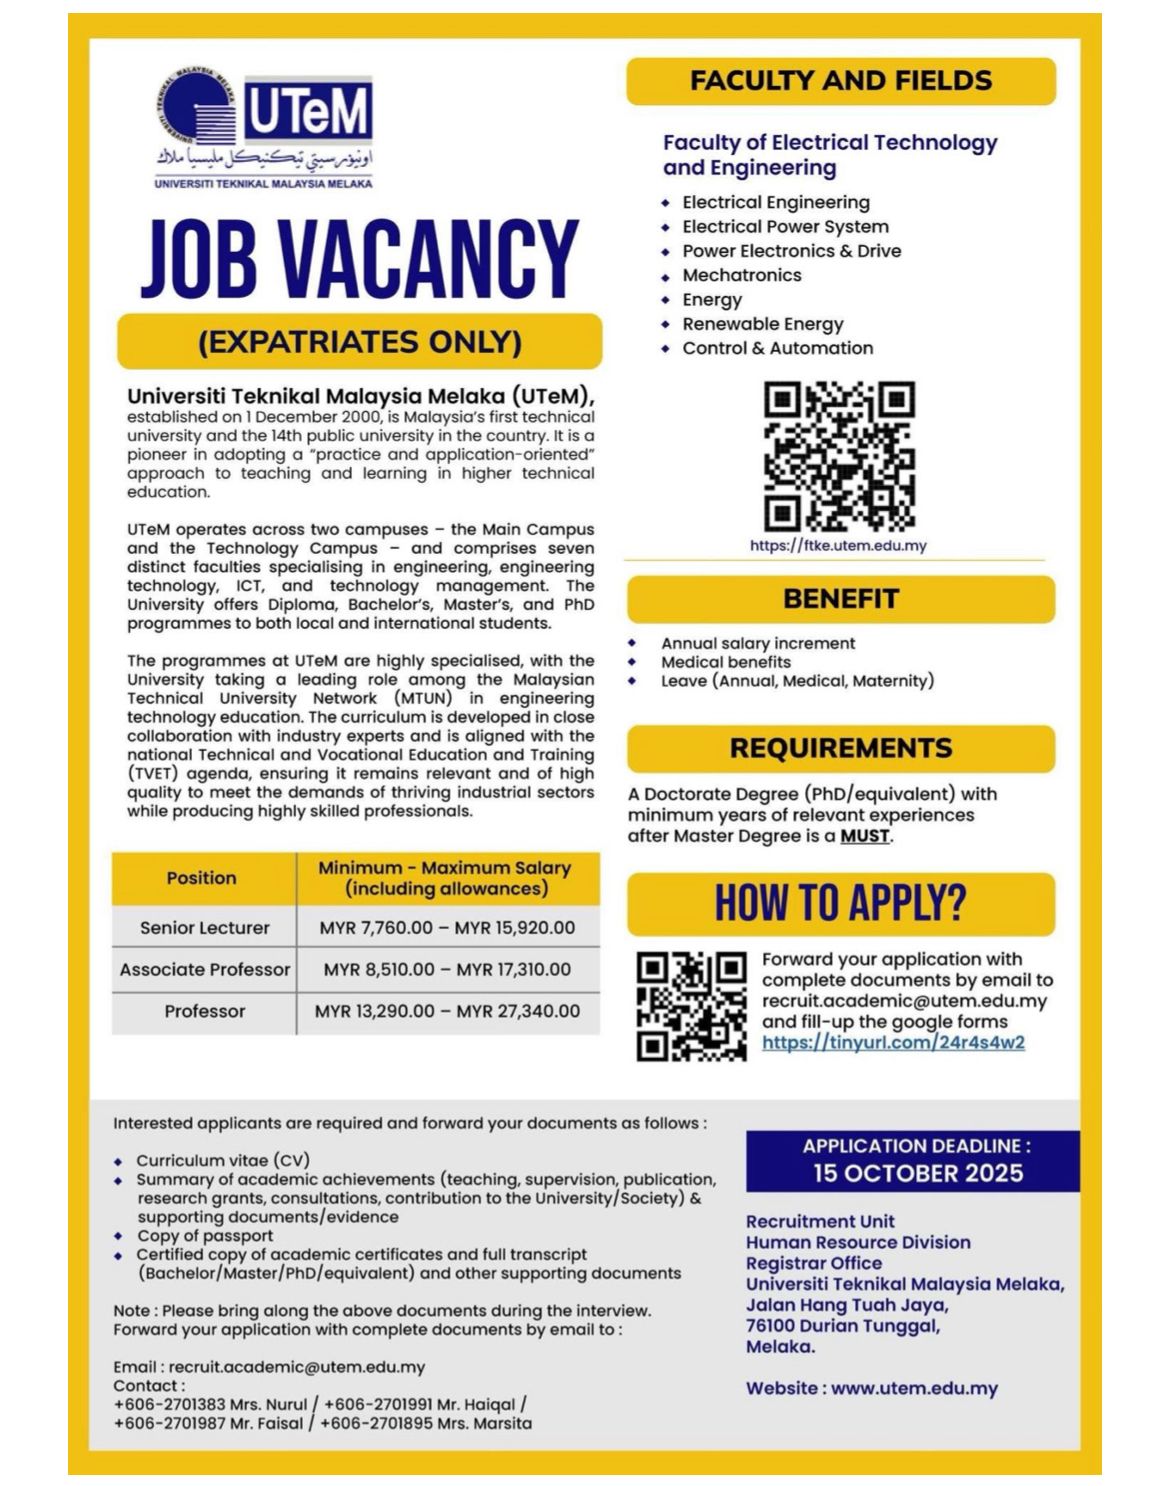 UNIVERSITI TEKNIKAL MALAYSIA MELAKA
UTeM
اونيۏرسيتي تيكنيكل مليسيا ملاك
UNIVERSITI TEKNIKAL MALAYSIA MELAKA
JOB VACANCY
(EXPATRIATES ONLY)
Universiti Teknikal Malaysia Melaka (UTeM),
established on 1 December 2000, is Malaysia's first technical
university and the 14th public university in the country. It is a
pioneer in adopting a "practice and application-oriented"
approach to teaching and learning in higher technical
education.
UTeM operates across two campuses – the Main Campus
and the Technology Campus – and comprises seven
distinct faculties specialising in engineering, engineering
technology, ICT, and technology management. The
University offers Diploma, Bachelor's, Master's, and PhD
programmes to both local and international students.
The programmes at UTeM are highly specialised, with the
University taking a leading role among the Malaysian
Technical University Network (MTUN) in engineering
technology education. The curriculum is developed in close
collaboration with industry experts and is aligned with the
national Technical and Vocational Education and Training
(TVET) agenda, ensuring it remains relevant and of high
quality to meet the demands of thriving industrial sectors
while producing highly skilled professionals.
Position
Minimum - Maximum Salary
(including allowances)
Senior Lecturer
MYR 7,760.00 – MYR 15,920.00
Associate Professor
MYR 8,510.00 – MYR 17,310.00
Professor
MYR 13,290.00 – MYR 27,340.00
FACULTY AND FIELDS
Faculty of Electrical Technology
and Engineering
Electrical Engineering
Electrical Power System
Power Electronics & Drive
Mechatronics
Energy
Renewable Energy
Control & Automation
https://ftke.utem.edu.my
BENEFIT
Annual salary increment
Medical benefits
Leave (Annual, Medical, Maternity)
REQUIREMENTS
A Doctorate Degree (PhD/equivalent) with
minimum years of relevant experiences
after Master Degree is a MUST.
HOW TO APPLY?
Forward your application with
complete documents by email to
recruit.academic@utem.edu.my
and fill-up the google forms
https://tinyurl.com/24r4s4w2
Interested applicants are required and forward your documents as follows :
Curriculum vitae (CV)
Summary of academic achievements (teaching, supervision, publication,
research grants, consultations, contribution to the University/Society) &
supporting documents/evidence
Copy of passport
Certified copy of academic certificates and full transcript
(Bachelor/Master/PhD/equivalent) and other supporting documents
Note : Please bring along the above documents during the interview.
Forward your application with complete documents by email to :
Email : recruit.academic@utem.edu.my
Contact :
+606-2701383 Mrs. Nurul / +606-2701991 Mr. Haiqal /
+606-2701987 Mr. Faisal / +606-2701895 Mrs. Marsita
APPLICATION DEADLINE :
15 OCTOBER 2025
Recruitment Unit
Human Resource Division
Registrar Office
Universiti Teknikal Malaysia Melaka,
Jalan Hang Tuah Jaya,
76100 Durian Tunggal,
Melaka.
Website : www.utem.edu.my